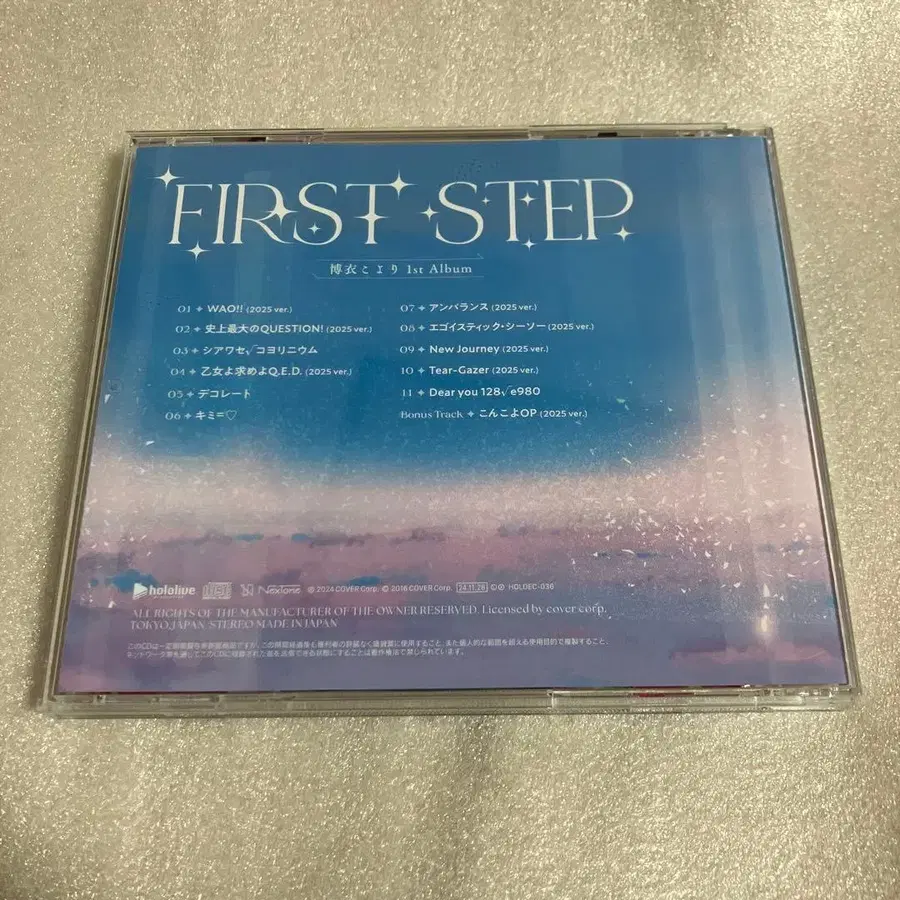 FIRST STEP
博衣こより 1st Album
01 ✦ WAO!! (2025 ver.)
02 ✦ 史上最大のQUESTION! (2025 ver.)
03 ✦ シアワセ√コヨリニウム
04 ✦ 乙女よ求めよQ.E.D. (2025 ver.)
05 ✦ デコレート
06 ✦ キミ=♡
07 ✦ アンバランス (2025 ver.)
08 ✦ エゴイスティック・シーソー (2025 ver.)
09 ✦ New Journey (2025 ver.)
10 ✦ Tear-Gazer (2025 ver.)
11 ✦ Dear you 128√e980
Bonus Track ✦ こんこよOP (2025 ver.)
hololive NexTone © 2024 COVER Corp. © 2016 COVER Corp. 24.11.28 HOLOEC-036
ALL RIGHTS OF THE MANUFACTURER OF THE OWNER RESERVED. Licensed by cover corp.
TOKYO.JAPAN STEREO MADE IN JAPAN